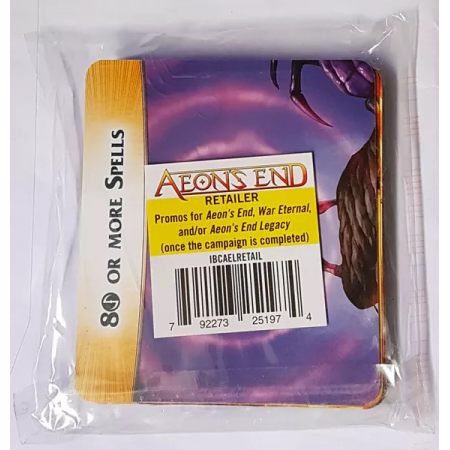 8 OR MORE SPELLS
AEON'S END
RETAILER
Promos for Aeon's End, War Eternal,
and/or Aeon's End Legacy
(once the campaign is completed)
IBCAELRETAIL
7 92273 25197 4